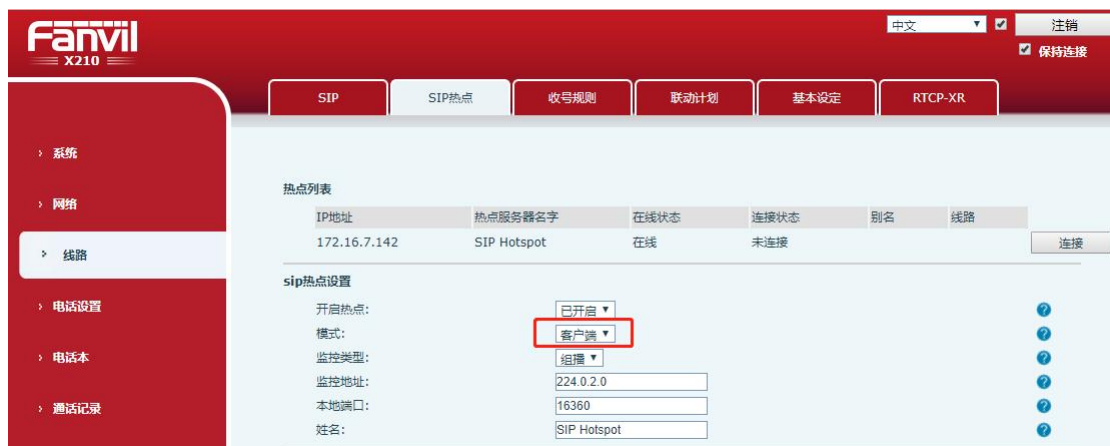 Fanvil
X210
中文
注销
保持连接
SIP
SIP热点
收号规则
联动计划
基本设定
RTCP-XR
系统
网络
线路
电话设置
电话本
通话记录
热点列表
IP地址 热点服务器名字 在线状态 连接状态 别名 线路
172.16.7.142 SIP Hotspot 在线 未连接 连接
sip热点设置
开启热点: 已开启
模式: 客户端
监控类型: 组播
监控地址: 224.0.2.0
本地端口: 16360
姓名: SIP Hotspot